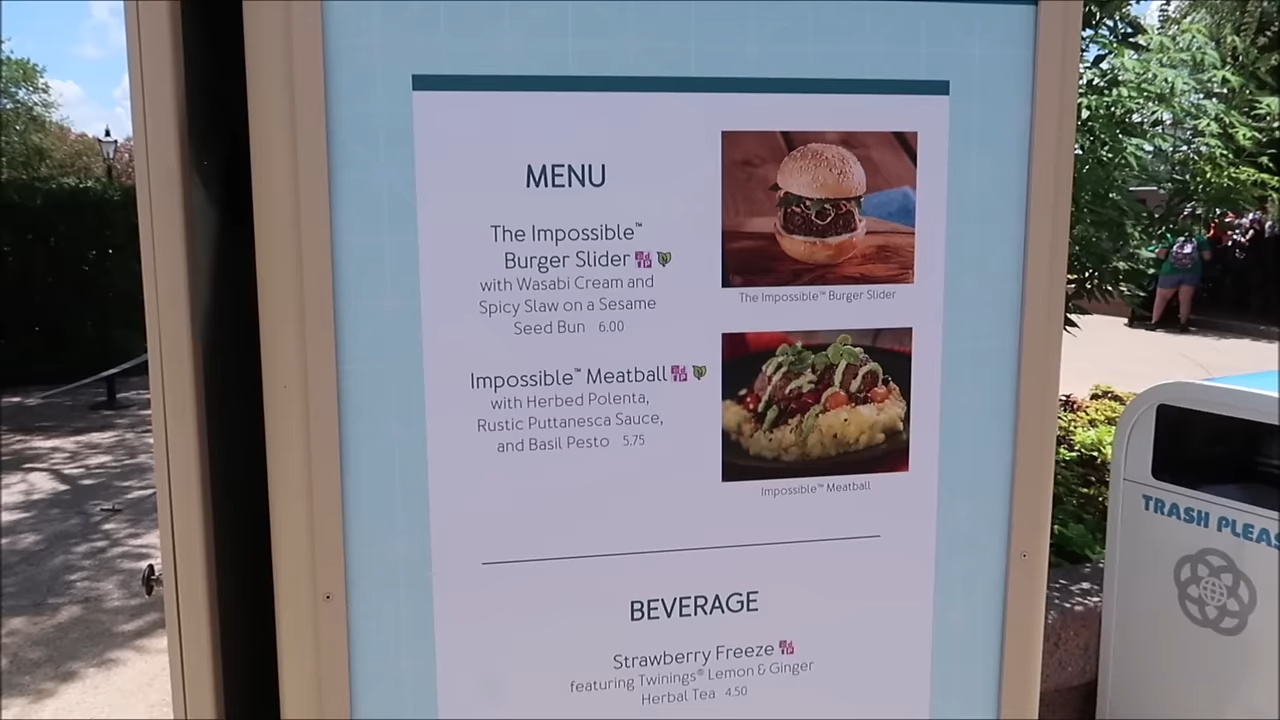 MENU
The Impossible™
Burger Slider
with Wasabi Cream and
Spicy Slaw on a Sesame
Seed Bun 6.00
The Impossible™ Burger Slider
Impossible™ Meatball
with Herbed Polenta,
Rustic Puttanesca Sauce,
and Basil Pesto 5.75
Impossible™ Meatball
BEVERAGE
Strawberry Freeze
featuring Twinings® Lemon & Ginger
Herbal Tea 4.50
TRASH PLEAS